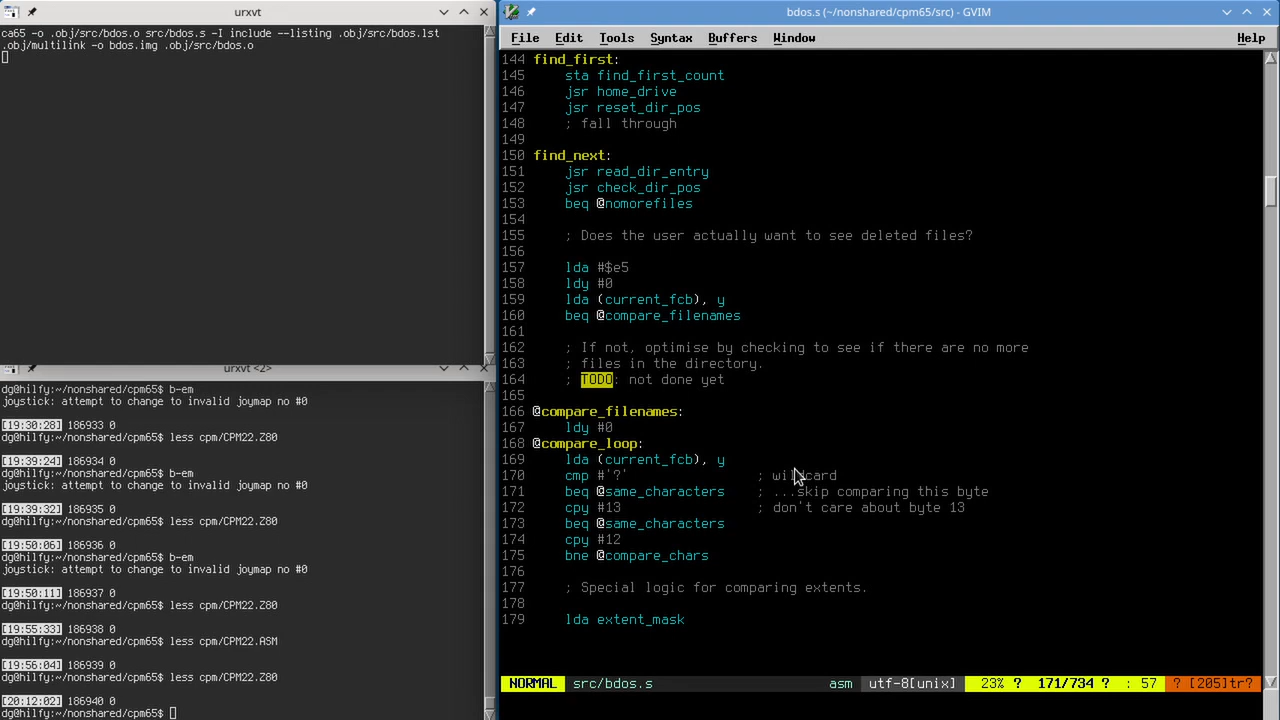 urxvt
ca65 -o .obj/src/bdos.o src/bdos.s -I include --listing .obj/src/bdos.lst
.obj/multilink -o bdos.img .obj/src/bdos.o
urxvt <2>
dg@hilfy:~/nonshared/cpm65$ b-em
joystick: attempt to change to invalid joymap no #0
[19:30:28] 186933 0
dg@hilfy:~/nonshared/cpm65$ less cpm/CPM22.Z80
[19:39:24] 186934 0
dg@hilfy:~/nonshared/cpm65$ b-em
joystick: attempt to change to invalid joymap no #0
[19:39:32] 186935 0
dg@hilfy:~/nonshared/cpm65$ less cpm/CPM22.Z80
[19:50:06] 186936 0
dg@hilfy:~/nonshared/cpm65$ b-em
joystick: attempt to change to invalid joymap no #0
[19:50:11] 186937 0
dg@hilfy:~/nonshared/cpm65$ less cpm/CPM22.Z80
[19:55:33] 186938 0
dg@hilfy:~/nonshared/cpm65$ less cpm/CPM22.ASM
[19:56:04] 186939 0
dg@hilfy:~/nonshared/cpm65$ less cpm/CPM22.Z80
[20:12:02] 186940 0
dg@hilfy:~/nonshared/cpm65$
bdos.s (~/nonshared/cpm65/src) - GVIM
File Edit Tools Syntax Buffers Window Help
144 find_first:
145     sta find_first_count
146     jsr home_drive
147     jsr reset_dir_pos
148     ; fall through
149
150 find_next:
151     jsr read_dir_entry
152     jsr check_dir_pos
153     beq @nomorefiles
154
155     ; Does the user actually want to see deleted files?
156
157     lda #$e5
158     ldy #0
159     lda (current_fcb), y
160     beq @compare_filenames
161
162     ; If not, optimise by checking to see if there are no more
163     ; files in the directory.
164     ; TODO: not done yet
165
166 @compare_filenames:
167     ldy #0
168 @compare_loop:
169     lda (current_fcb), y
170     cmp #'?'                ; wildcard
171     beq @same_characters    ; ...skip comparing this byte
172     cpy #13                 ; don't care about byte 13
173     beq @same_characters
174     cpy #12
175     bne @compare_chars
176
177     ; Special logic for comparing extents.
178
179     lda extent_mask
NORMAL src/bdos.s asm utf-8[unix] 23% ? 171/734 ? : 57 ? [205]tr?